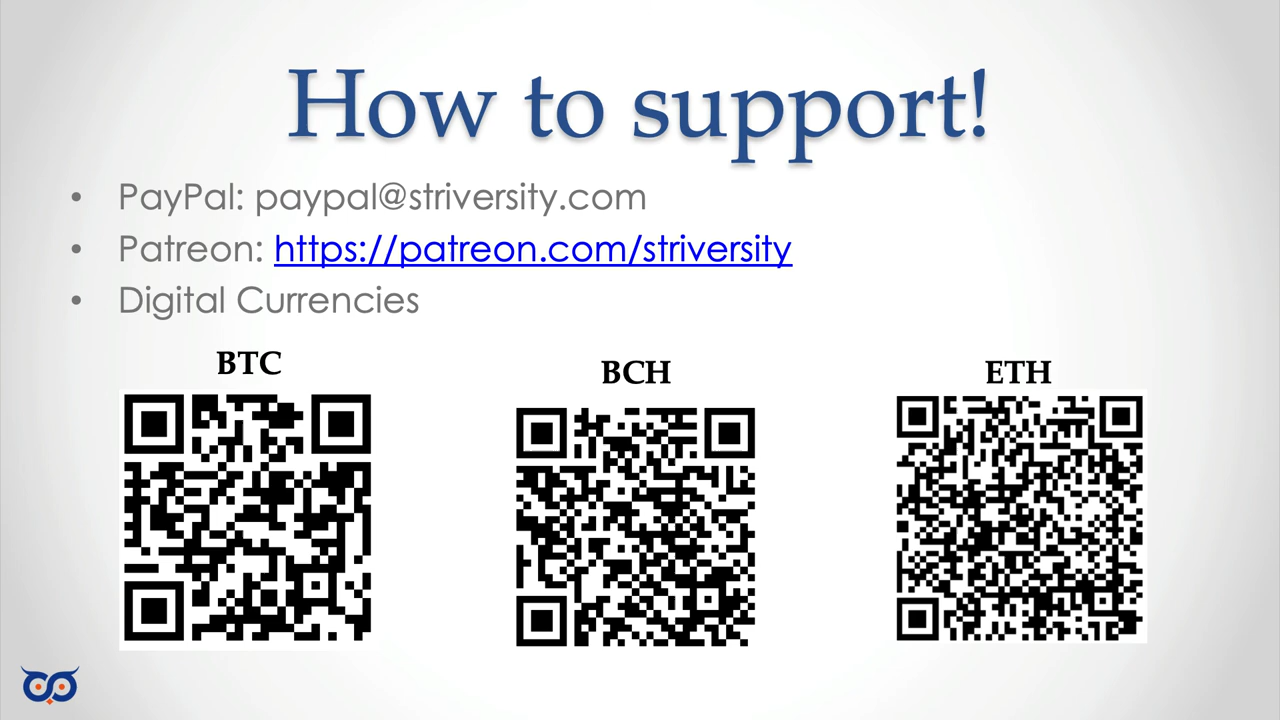 How to support!
• PayPal: paypal@striversity.com
• Patreon: https://patreon.com/striversity
• Digital Currencies
BTC
BCH
ETH